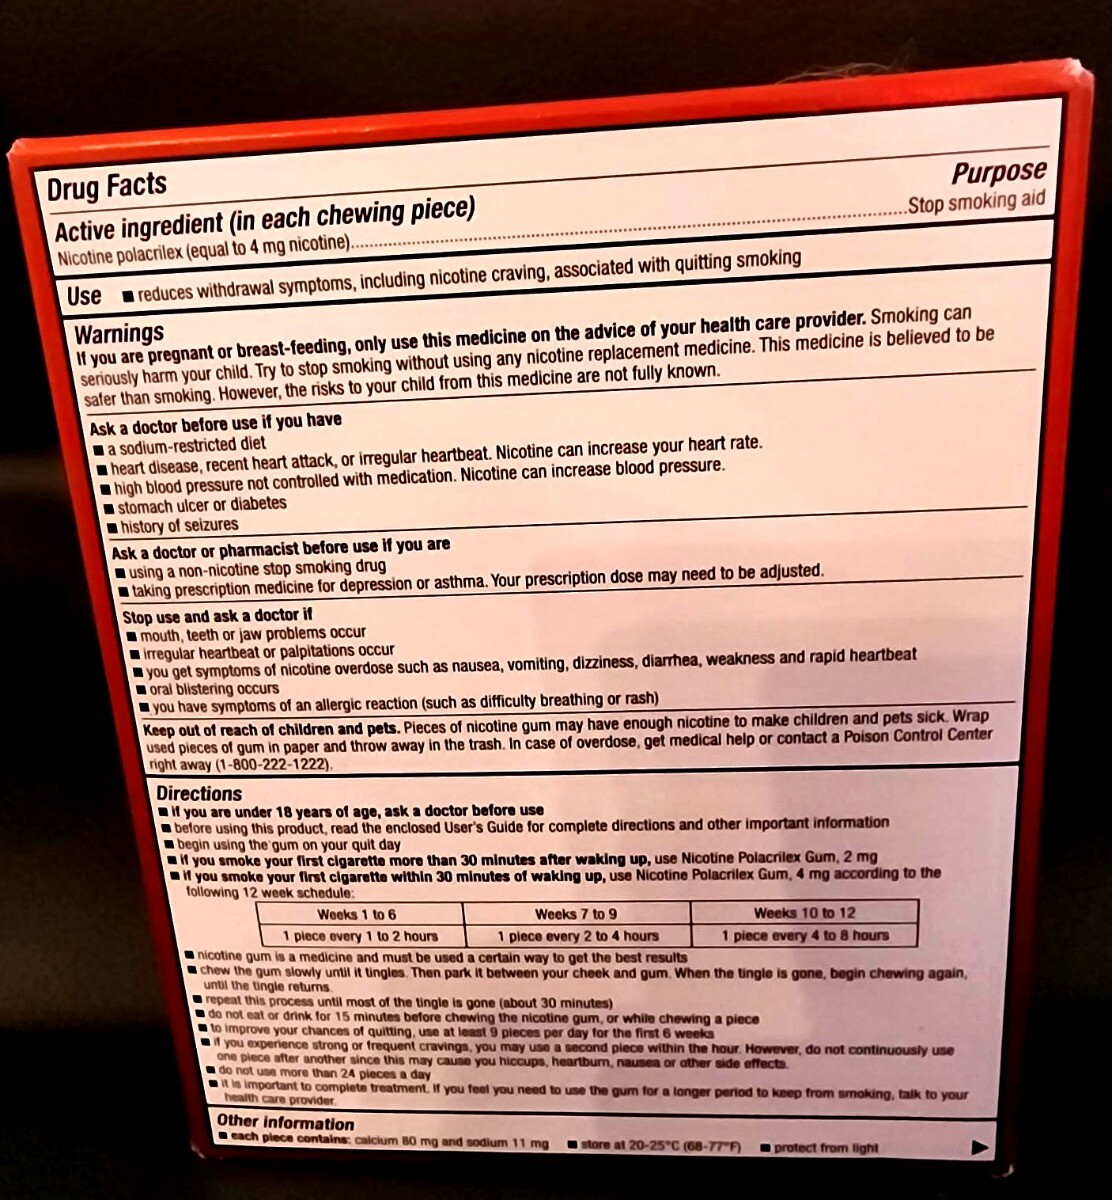 Drug Facts
Active ingredient (in each chewing piece)
Purpose
Nicotine polacrilex (equal to 4 mg nicotine)......................................................................................................Stop smoking aid
Use ■ reduces withdrawal symptoms, including nicotine craving, associated with quitting smoking
Warnings
If you are pregnant or breast-feeding, only use this medicine on the advice of your health care provider. Smoking can
seriously harm your child. Try to stop smoking without using any nicotine replacement medicine. This medicine is believed to be
safer than smoking. However, the risks to your child from this medicine are not fully known.
Ask a doctor before use if you have
■ a sodium-restricted diet
■ heart disease, recent heart attack, or irregular heartbeat. Nicotine can increase your heart rate.
■ high blood pressure not controlled with medication. Nicotine can increase blood pressure.
■ stomach ulcer or diabetes
■ history of seizures
Ask a doctor or pharmacist before use if you are
■ using a non-nicotine stop smoking drug
■ taking prescription medicine for depression or asthma. Your prescription dose may need to be adjusted.
Stop use and ask a doctor if
■ mouth, teeth or jaw problems occur
■ irregular heartbeat or palpitations occur
■ you get symptoms of nicotine overdose such as nausea, vomiting, dizziness, diarrhea, weakness and rapid heartbeat
■ oral blistering occurs
■ you have symptoms of an allergic reaction (such as difficulty breathing or rash)
Keep out of reach of children and pets. Pieces of nicotine gum may have enough nicotine to make children and pets sick. Wrap
used pieces of gum in paper and throw away in the trash. In case of overdose, get medical help or contact a Poison Control Center
right away (1-800-222-1222).
Directions
■ if you are under 18 years of age, ask a doctor before use
■ before using this product, read the enclosed User's Guide for complete directions and other important information
■ begin using the gum on your quit day
■ if you smoke your first cigarette more than 30 minutes after waking up, use Nicotine Polacrilex Gum, 2 mg
■ if you smoke your first cigarette within 30 minutes of waking up, use Nicotine Polacrilex Gum, 4 mg according to the
following 12 week schedule:
Weeks 1 to 6 Weeks 7 to 9 Weeks 10 to 12
1 piece every 1 to 2 hours 1 piece every 2 to 4 hours 1 piece every 4 to 8 hours
■ nicotine gum is a medicine and must be used a certain way to get the best results
■ chew the gum slowly until it tingles. Then park it between your cheek and gum. When the tingle is gone, begin chewing again,
until the tingle returns.
■ repeat this process until most of the tingle is gone (about 30 minutes)
■ do not eat or drink for 15 minutes before chewing the nicotine gum, or while chewing a piece
■ to improve your chances of quitting, use at least 9 pieces per day for the first 6 weeks
■ if you experience strong or frequent cravings, you may use a second piece within the hour. However, do not continuously use
one piece after another since this may cause you hiccups, heartburn, nausea or other side effects.
■ do not use more than 24 pieces a day
■ it is important to complete treatment. If you feel you need to use the gum for a longer period to keep from smoking, talk to your
health care provider.
Other information
■ each piece contains: calcium 80 mg and sodium 11 mg ■ store at 20-25°C (68-77°F) ■ protect from light